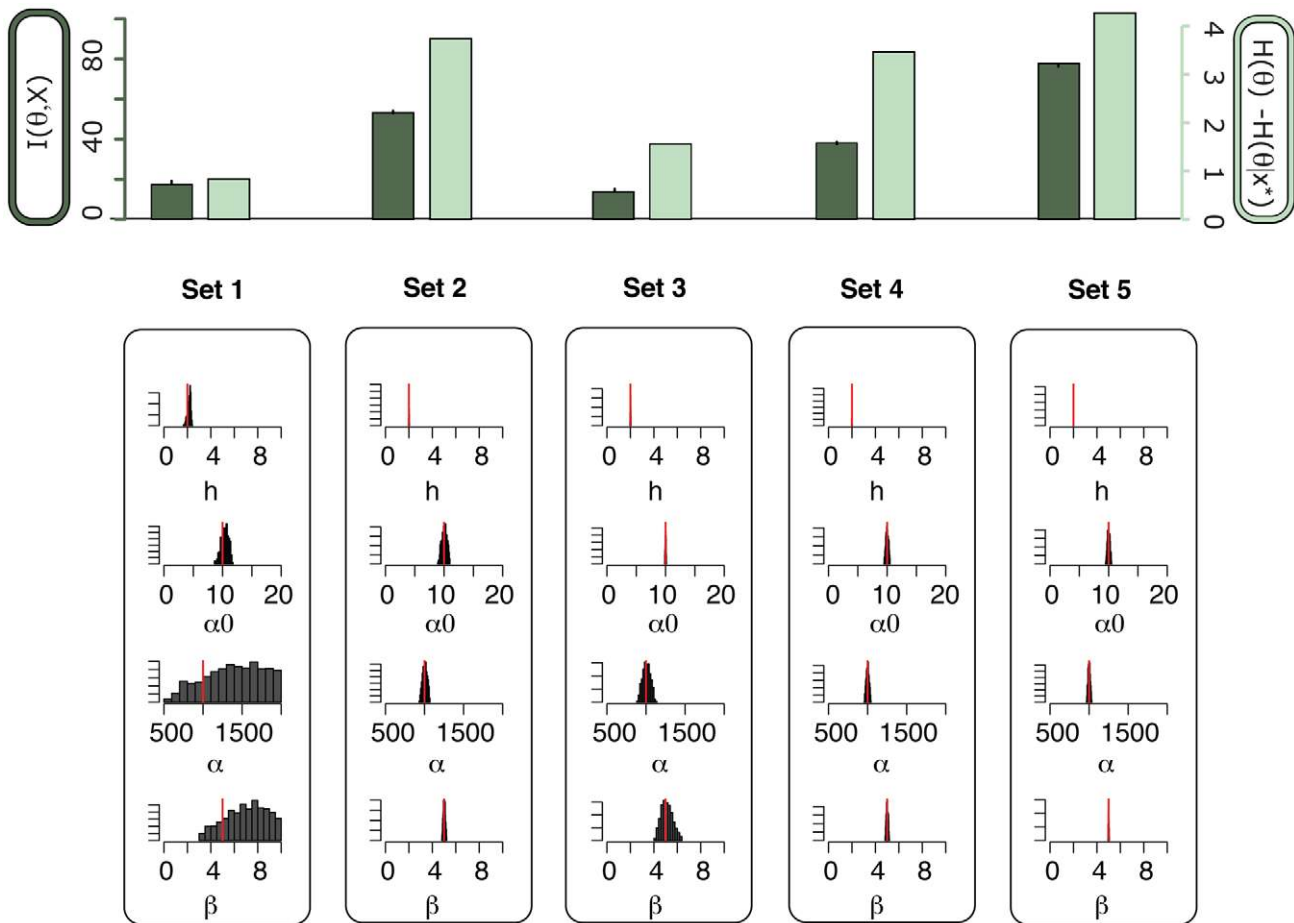 I(θ,X)
0 40 80
0 1 2 3 4
H(θ) -H(θ|x*)
Set 1 Set 2 Set 3 Set 4 Set 5
0 4 8 0 4 8 0 4 8 0 4 8 0 4 8
h h h h h
0 10 20 0 10 20 0 10 20 0 10 20 0 10 20
α0 α0 α0 α0 α0
500 1500 500 1500 500 1500 500 1500 500 1500
α α α α α
0 4 8 0 4 8 0 4 8 0 4 8 0 4 8
β β β β β